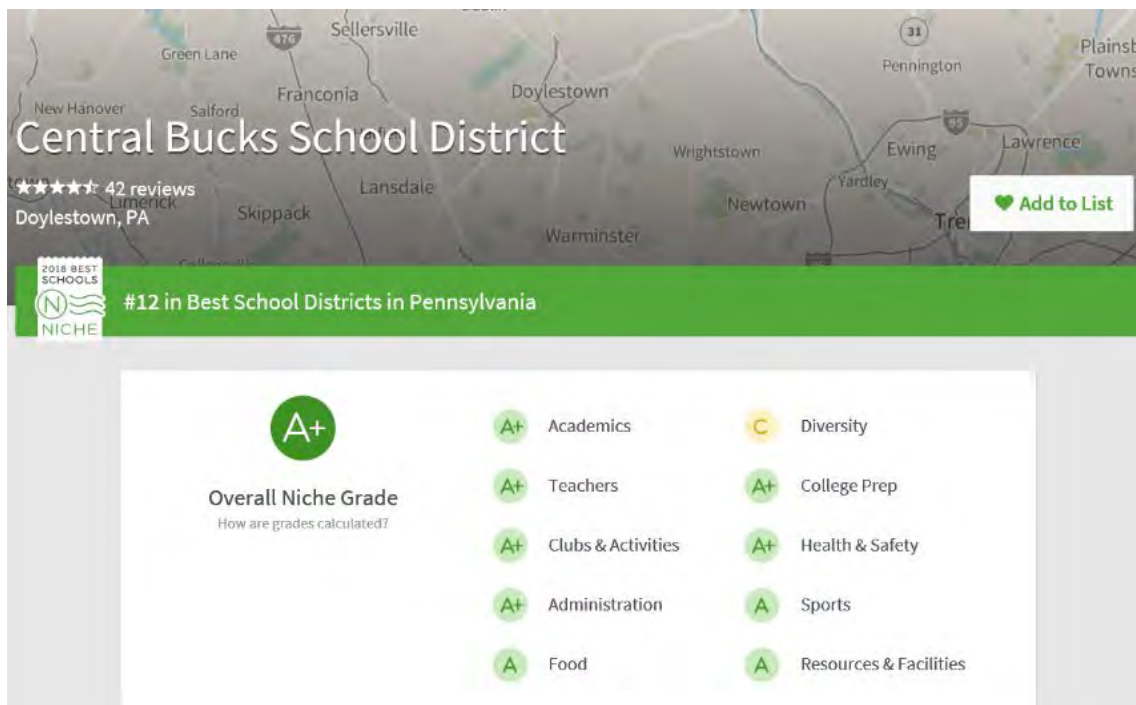 Sellersville
476
Green Lane
31
Pennington
Franconia
Doylestown
New Hanover
Salford
Central Bucks School District
95
Wrightstown
Ewing
Lawrence
42 reviews
Lansdale
Yardley
Limerick
Doylestown, PA
Skippack
Newtown
Add to List
Warminster
2018 BEST
SCHOOLS
N
NICHE
#12 in Best School Districts in Pennsylvania
A+
Overall Niche Grade
How are grades calculated?
A+ Academics
C Diversity
A+ Teachers
A+ College Prep
A+ Clubs & Activities
A+ Health & Safety
A+ Administration
A Sports
A Food
A Resources & Facilities